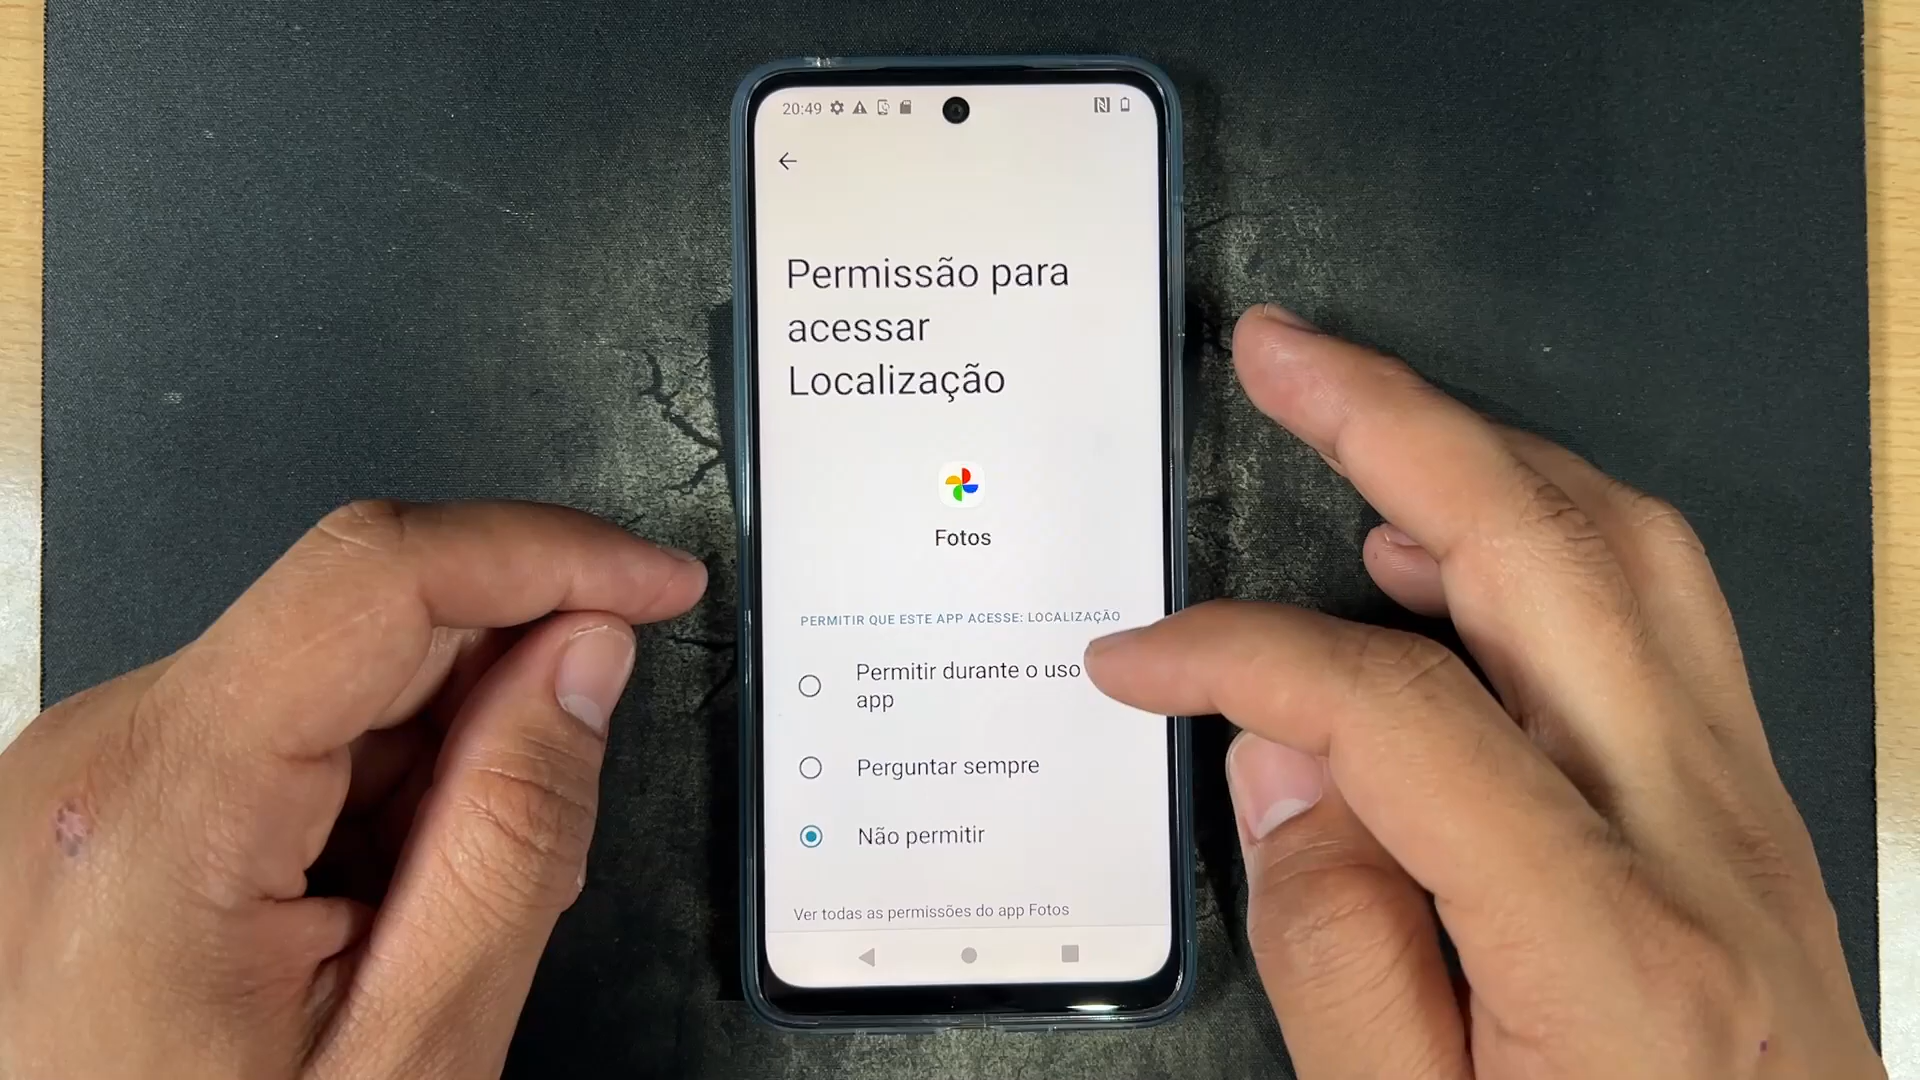 20:49
Permissão para
acessar
Localização
Fotos
PERMITIR QUE ESTE APP ACESSE: LOCALIZAÇÃO
Permitir durante o uso
app
Perguntar sempre
Não permitir
Ver todas as permissões do app Fotos